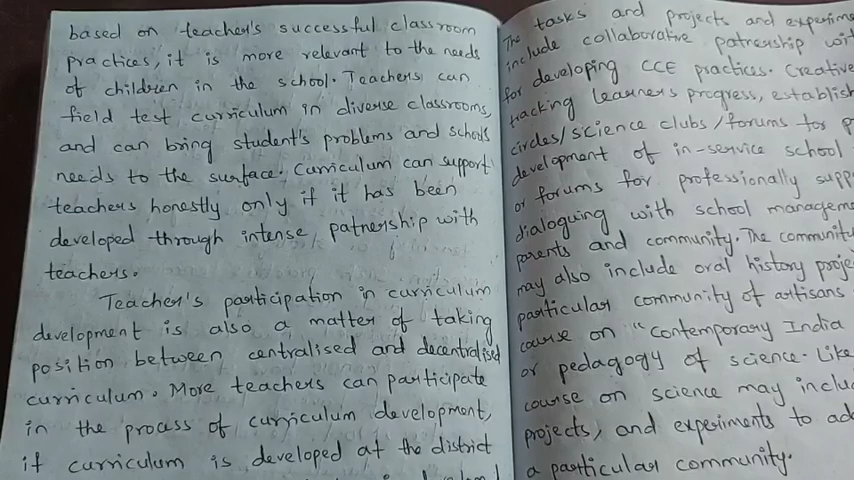 based on teacher's successful classroom
practices, it is more relevant to the needs
of children in the school. Teachers can
field test curriculum in diverse classrooms,
and can bring student's problems and schools
needs to the surface. Curriculum can support
teachers honestly only if it has been
developed through intense, patnership with
teachers.
Teacher's participation in curriculum
development is also a matter of taking
position between centralised and decentralised
curriculum. More teachers can participate
in the process of curriculum development,
if curriculum is developed at the district
The tasks and projects and experime
include collaborative patnership wit
for developing CCE practices. Creative
tracking learners progress, establish
circles/science clubs/forums for p
development of in-service school
or forums for professionally supp
dialoguing with school managem
parents and community. The community
may also include oral history proje
particular community of artisans
course on "contemporary India
or pedagogy of science. Like
course on science may inclu
projects, and experiments to ad
a particular community.